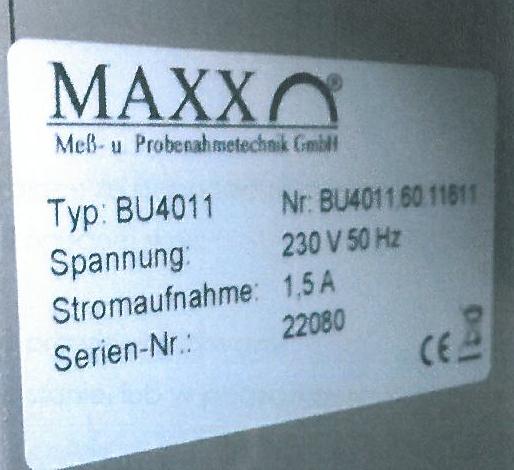 MAXX®
Meß- u Probenahmetechnik GmbH
Typ: BU4011 Nr: BU4011.60.11611
Spannung: 230 V 50 Hz
Stromaufnahme: 1,5 A
Serien-Nr.: 22080
CE